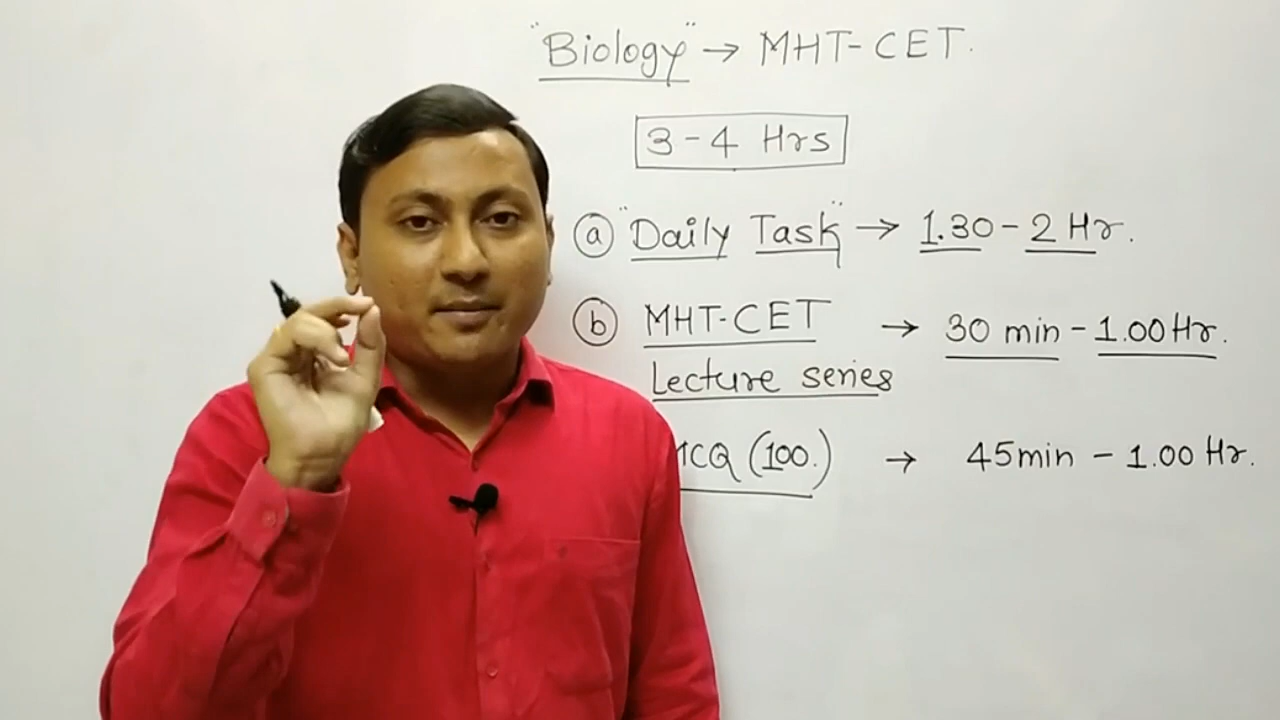 "Biology" → MHT-CET.
3-4 Hrs
(a) "Daily Task" → 1.30 - 2 Hr.
(b) MHT-CET → 30 min - 1.00 Hr.
Lecture series
MCQ (100.) → 45min - 1.00 Hr.